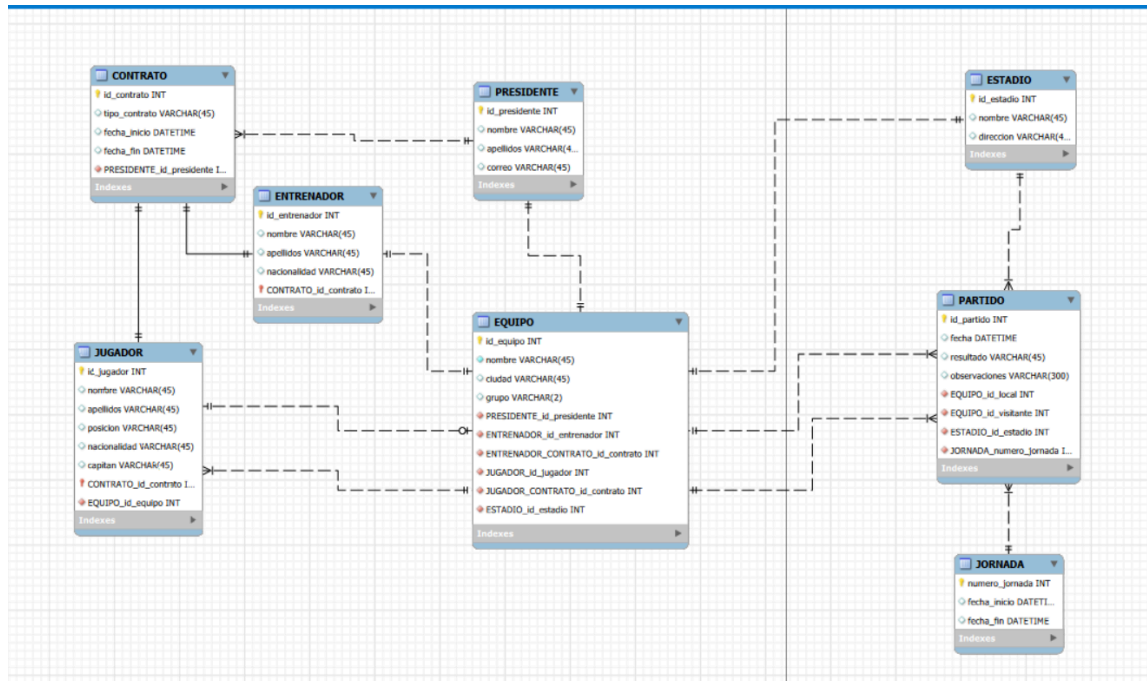 CONTRATO
id_contrato INT
tipo_contrato VARCHAR(45)
fecha_inicio DATETIME
fecha_fin DATETIME
PRESIDENTE_id_presidente I...
Indexes
PRESIDENTE
id_presidente INT
nombre VARCHAR(45)
apellidos VARCHAR(4...
correo VARCHAR(45)
Indexes
ESTADIO
id_estadio INT
nombre VARCHAR(45)
direccion VARCHAR(4...
Indexes
ENTRENADOR
id_entrenador INT
nombre VARCHAR(45)
apellidos VARCHAR(45)
nacionalidad VARCHAR(45)
CONTRATO_id_contrato I...
Indexes
JUGADOR
id_jugador INT
nombre VARCHAR(45)
apellidos VARCHAR(45)
posicion VARCHAR(45)
nacionalidad VARCHAR(45)
capitan VARCHAR(45)
CONTRATO_id_contrato I...
EQUIPO_id_equipo INT
Indexes
EQUIPO
id_equipo INT
nombre VARCHAR(45)
ciudad VARCHAR(45)
grupo VARCHAR(2)
PRESIDENTE_id_presidente INT
ENTRENADOR_id_entrenador INT
ENTRENADOR_CONTRATO_id_contrato INT
JUGADOR_id_jugador INT
JUGADOR_CONTRATO_id_contrato INT
ESTADIO_id_estadio INT
Indexes
PARTIDO
id_partido INT
fecha DATETIME
resultado VARCHAR(45)
observaciones VARCHAR(300)
EQUIPO_id_local INT
EQUIPO_id_visitante INT
ESTADIO_id_estadio INT
JORNADA_numero_jornada I...
Indexes
JORNADA
numero_jornada INT
fecha_inicio DATETI...
fecha_fin DATETIME
Indexes